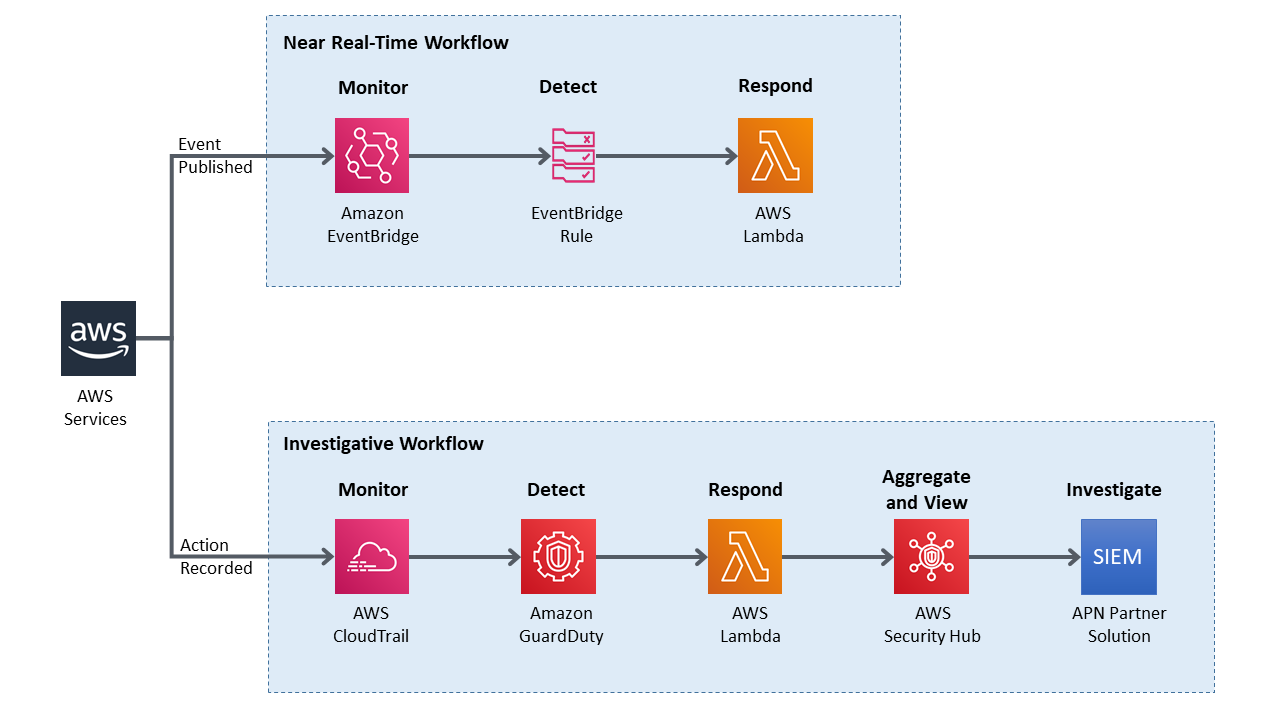 Near Real-Time Workflow
Monitor
Detect
Respond
Event
Published
Amazon
EventBridge
EventBridge
Rule
AWS
Lambda
aws
AWS
Services
Investigative Workflow
Monitor
Detect
Respond
Aggregate
and View
Investigate
Action
Recorded
SIEM
AWS
CloudTrail
Amazon
GuardDuty
AWS
Lambda
AWS
Security Hub
APN Partner
Solution